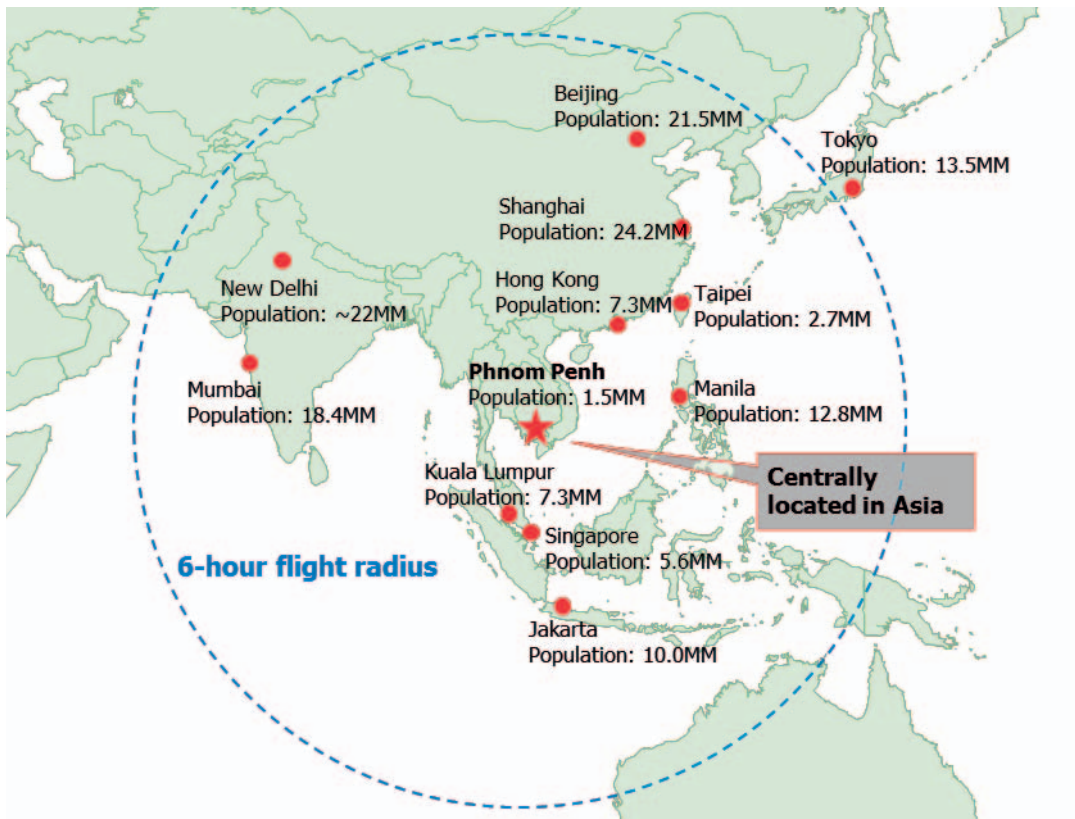 Beijing
Population: 21.5MM
Tokyo
Population: 13.5MM
Shanghai
Population: 24.2MM
New Delhi
Population: ~22MM
Hong Kong
Population: 7.3MM
Taipei
Population: 2.7MM
Mumbai
Population: 18.4MM
Phnom Penh
Population: 1.5MM
Manila
Population: 12.8MM
Kuala Lumpur
Population: 7.3MM
Centrally
located in Asia
Singapore
Population: 5.6MM
6-hour flight radius
Jakarta
Population: 10.0MM